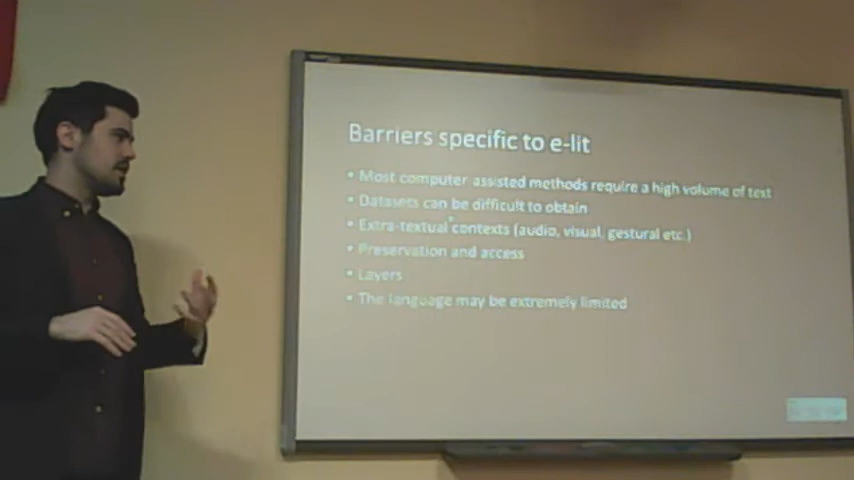 Barriers specific to e-lit
• Most computer assisted methods require a high volume of text
• Datasets can be difficult to obtain
• Extra-textual contexts (audio, visual, gestural etc.)
• Preservation and access
• Layers
• The language may be extremely limited